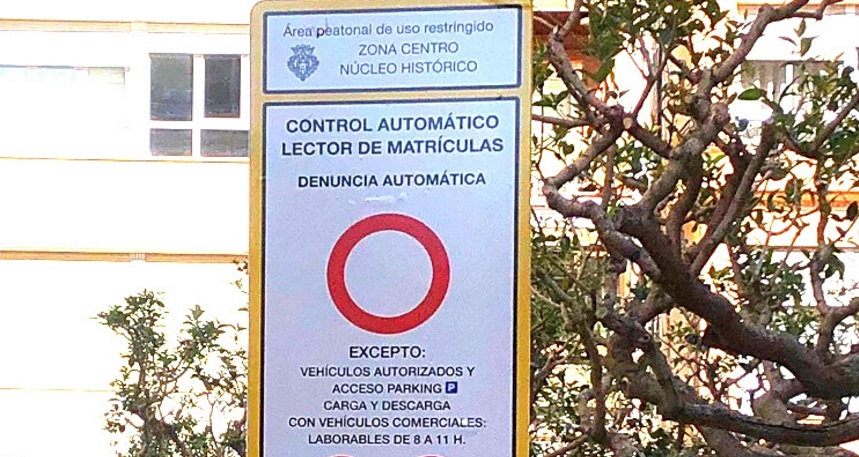 Área peatonal de uso restringido
ZONA CENTRO
NÚCLEO HISTÓRICO
CONTROL AUTOMÁTICO
LECTOR DE MATRÍCULAS
DENUNCIA AUTOMÁTICA
EXCEPTO:
VEHÍCULOS AUTORIZADOS Y
ACCESO PARKING P
CARGA Y DESCARGA
CON VEHÍCULOS COMERCIALES:
LABORABLES DE 8 A 11 H.